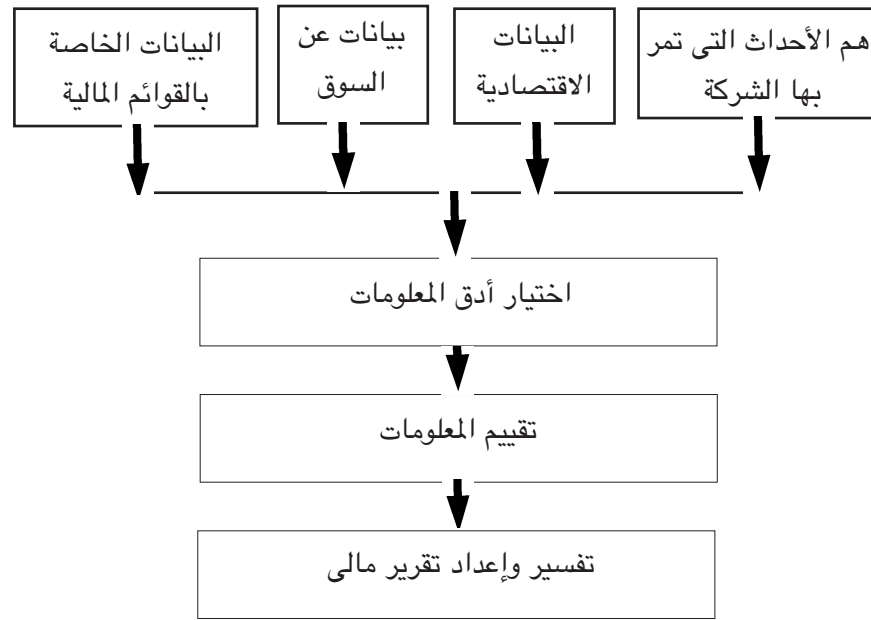 هم الأحداث التى تمر
بها الشركة
البيانات
الاقتصادية
بيانات عن
السوق
البيانات الخاصة
بالقوائم المالية
اختيار أدق المعلومات
تقييم المعلومات
تفسير وإعداد تقرير مالى